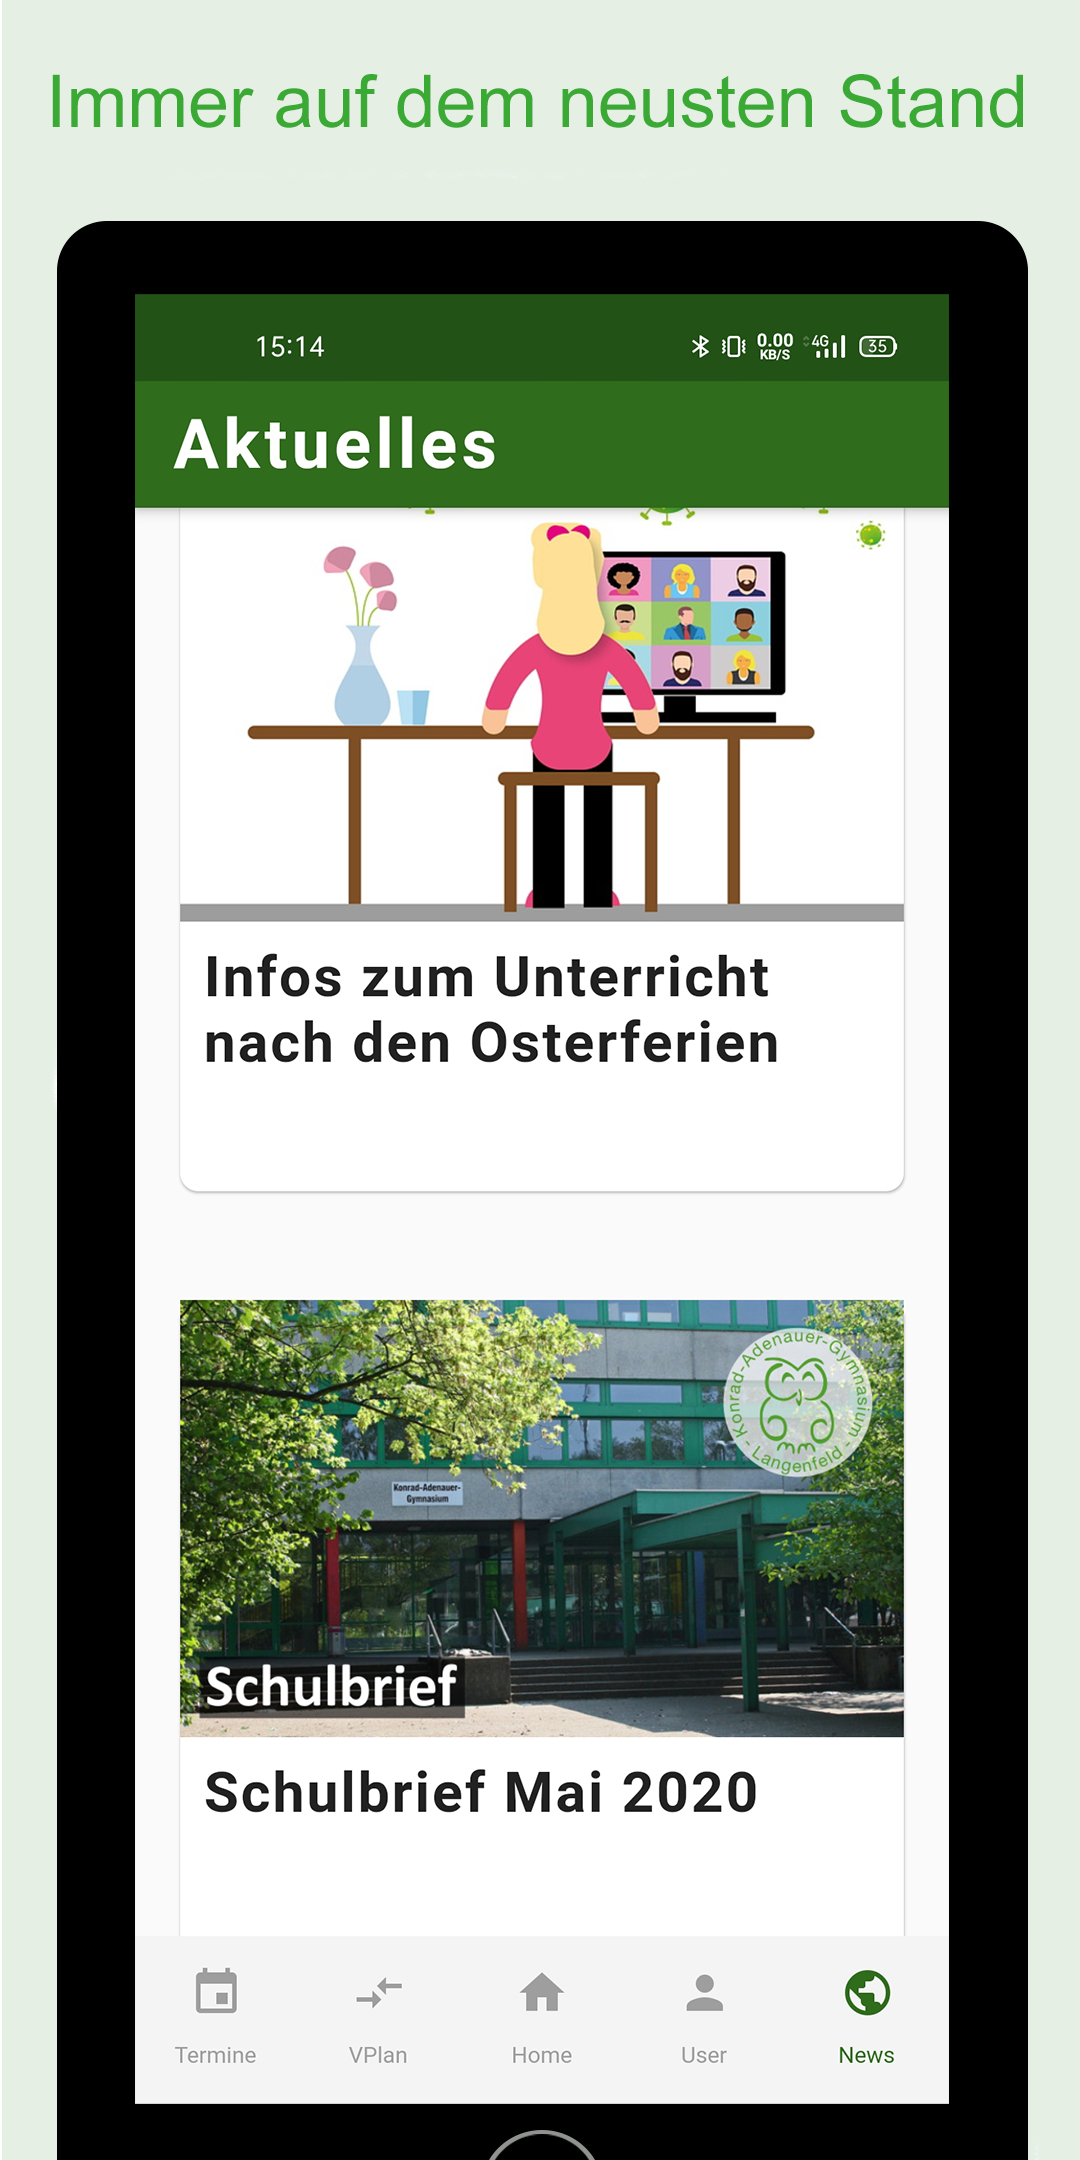 Immer auf dem neusten Stand
15:14
0.00
KB/S
4G
35
Aktuelles
Infos zum Unterricht
nach den Osterferien
Konrad-Adenauer-Gymnasium
- Langenfeld -
Konrad-Adenauer-
Gymnasium
Schulbrief
Schulbrief Mai 2020
Termine
VPlan
Home
User
News